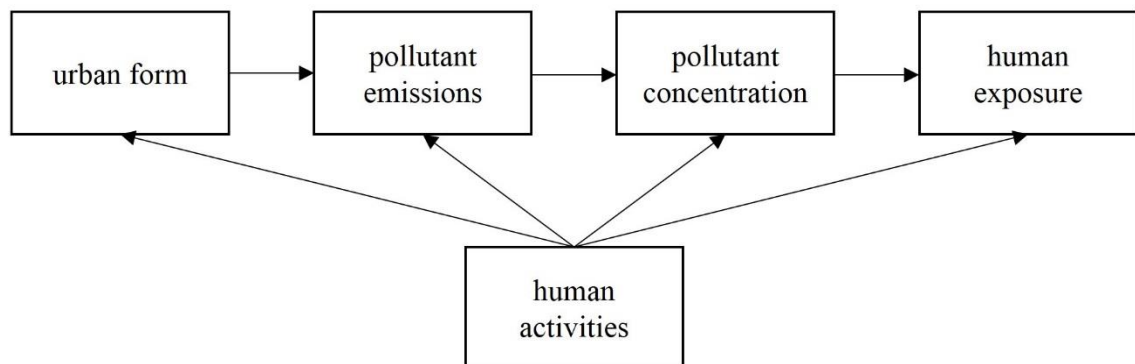 urban form
pollutant
emissions
pollutant
concentration
human
exposure
human
activities